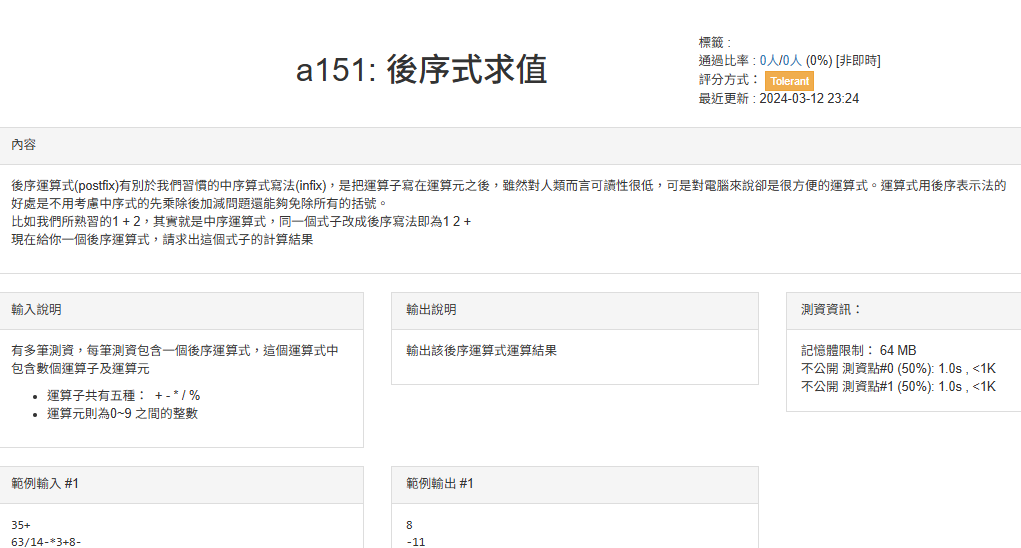 a151: 後序式求值
標籤 :
通過比率 : 0人/0人 (0%) [非即時]
評分方式： Tolerant
最近更新 : 2024-03-12 23:24
內容
後序運算式(postfix)有別於我們習慣的中序算式寫法(infix)，是把運算子寫在運算元之後，雖然對人類而言可讀性很低，可是對電腦來說卻是很方便的運算式。運算式用後序表示法的
好處是不用考慮中序式的先乘除後加減問題還能夠免除所有的括號。
比如我們所熟習的1 + 2，其實就是中序運算式，同一個式子改成後序寫法即為1 2 +
現在給你一個後序運算式，請求出這個式子的計算結果
輸入說明
有多筆測資，每筆測資包含一個後序運算式，這個運算式中
包含數個運算子及運算元
• 運算子共有五種： + - * / %
• 運算元則為0~9 之間的整數
輸出說明
輸出該後序運算式運算結果
測資資訊：
記憶體限制： 64 MB
不公開 測資點#0 (50%): 1.0s , <1K
不公開 測資點#1 (50%): 1.0s , <1K
範例輸入 #1
35+
63/14-*3+8-
範例輸出 #1
8
-11